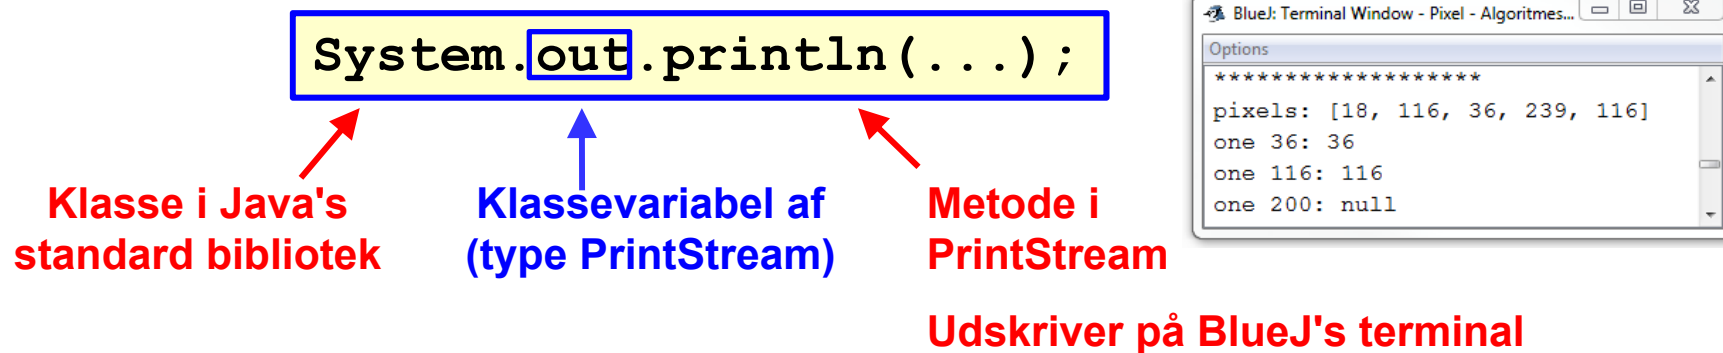 System.out.println(...);
Klasse i Java's
standard bibliotek
Klassevariabel af
(type PrintStream)
Metode i
PrintStream
Udskriver på BlueJ's terminal
BlueJ: Terminal Window - Pixel - Algoritmes...
Options
*******************
pixels: [18, 116, 36, 239, 116]
one 36: 36
one 116: 116
one 200: null